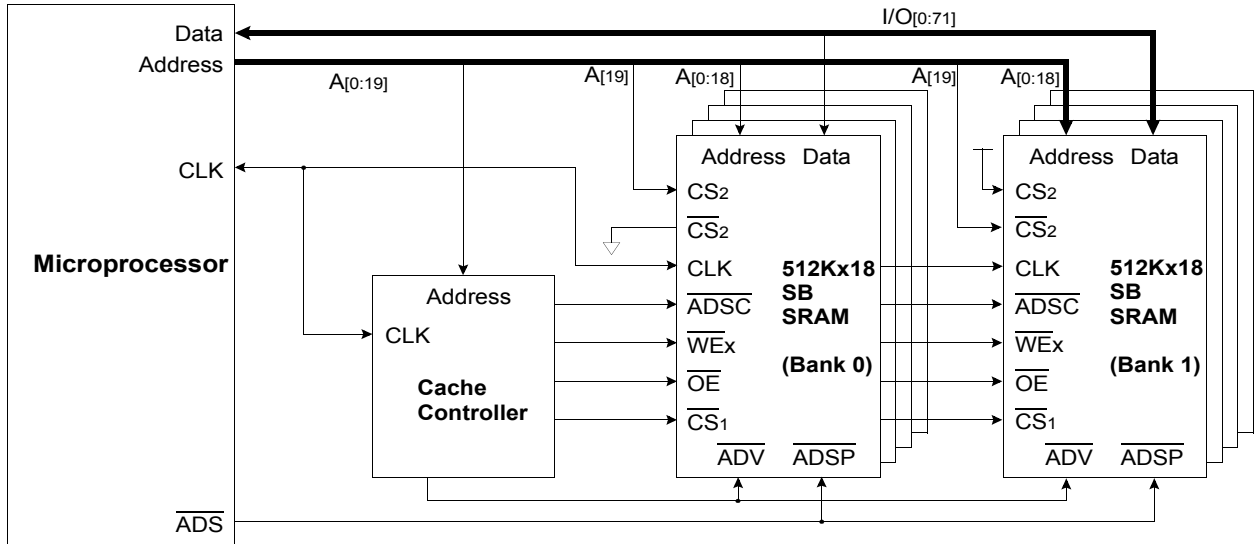 I/O[0:71]
Data
Address
A[0:19]
A[19]
A[0:18]
A[19]
A[0:18]
CLK
Microprocessor
ADS
Address
CLK
Cache
Controller
Address Data
CS2
CS2
CLK
ADSC
WEx
OE
CS1
512Kx18
SB
SRAM
(Bank 0)
ADV ADSP
Address Data
CS2
CS2
CLK
ADSC
WEx
OE
CS1
512Kx18
SB
SRAM
(Bank 1)
ADV ADSP